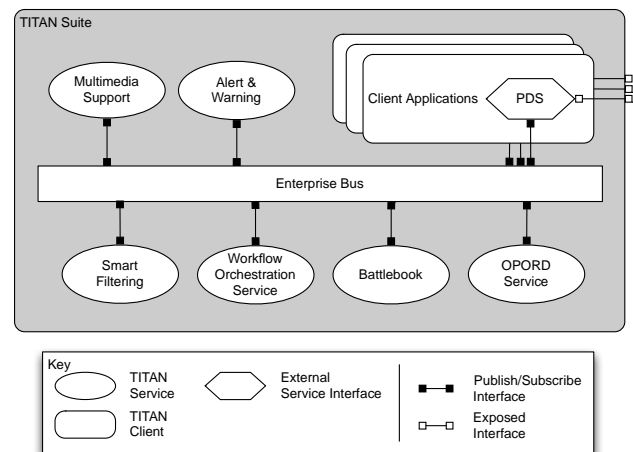 TITAN Suite
Multimedia
Support
Alert &
Warning
Client Applications
PDS
Enterprise Bus
Smart
Filtering
Workflow
Orchestration
Service
Battlebook
OPORD
Service
Key
TITAN
Service
External
Service Interface
Publish/Subscribe
Interface
TITAN
Client
Exposed
Interface